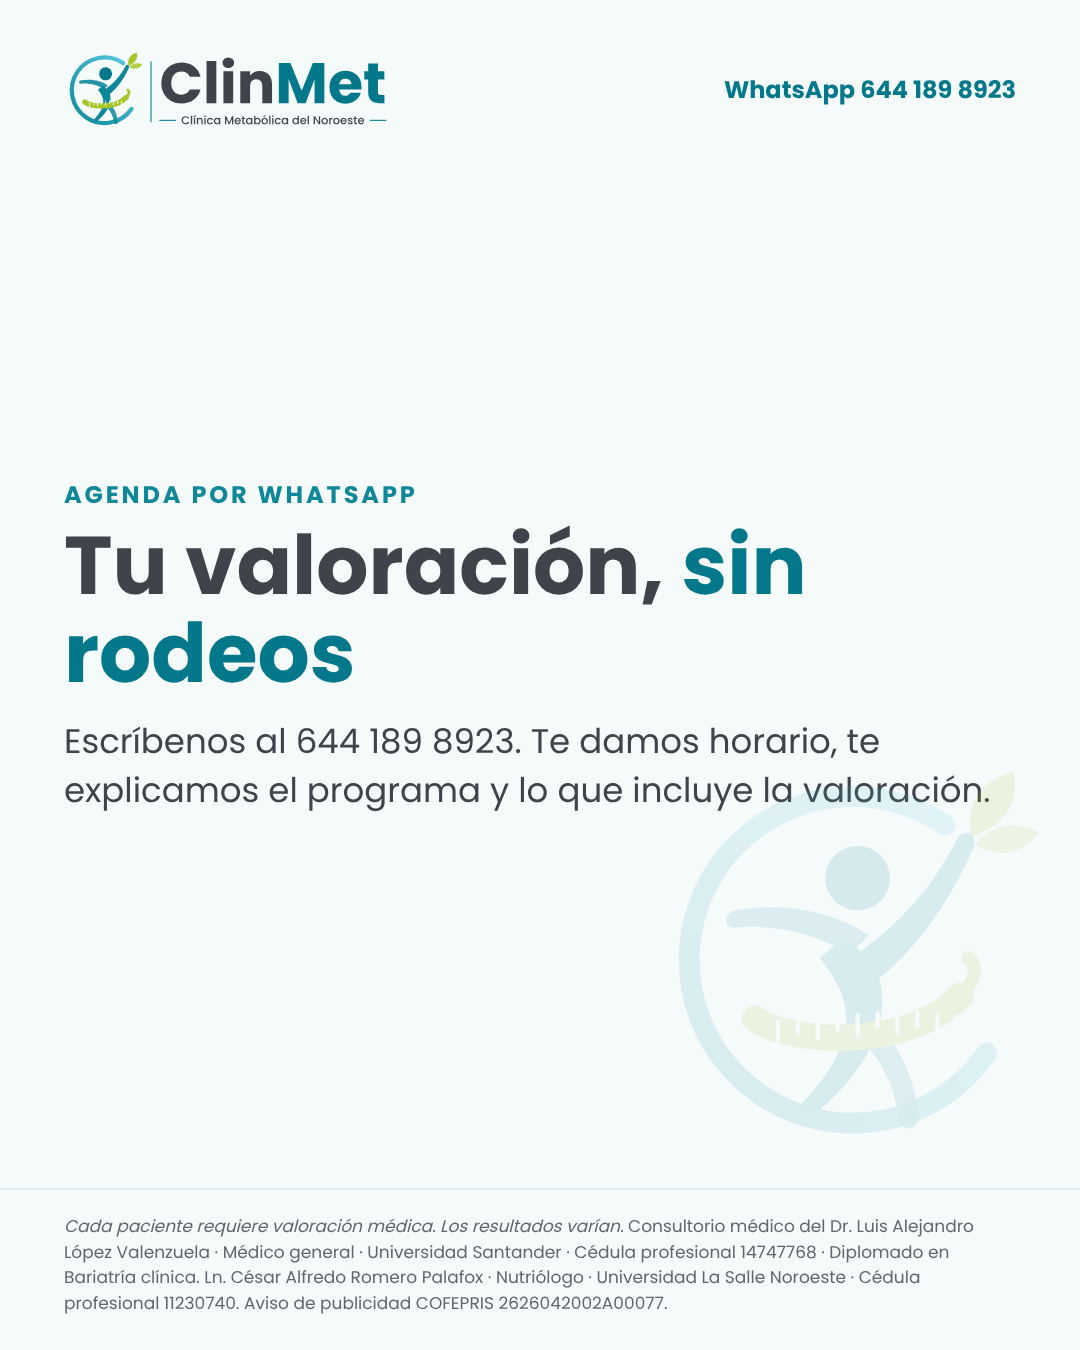 ClinMet
Clínica Metabólica del Noroeste
WhatsApp 644 189 8923
AGENDA POR WHATSAPP
Tu valoración, sin
rodeos
Escríbenos al 644 189 8923. Te damos horario, te
explicamos el programa y lo que incluye la valoración.
Cada paciente requiere valoración médica. Los resultados varían. Consultorio médico del Dr. Luis Alejandro
López Valenzuela · Médico general · Universidad Santander · Cédula profesional 14747768 · Diplomado en
Bariatría clínica. Ln. César Alfredo Romero Palafox · Nutriólogo · Universidad La Salle Noroeste · Cédula
profesional 11230740. Aviso de publicidad COFEPRIS 2626042002A00077.